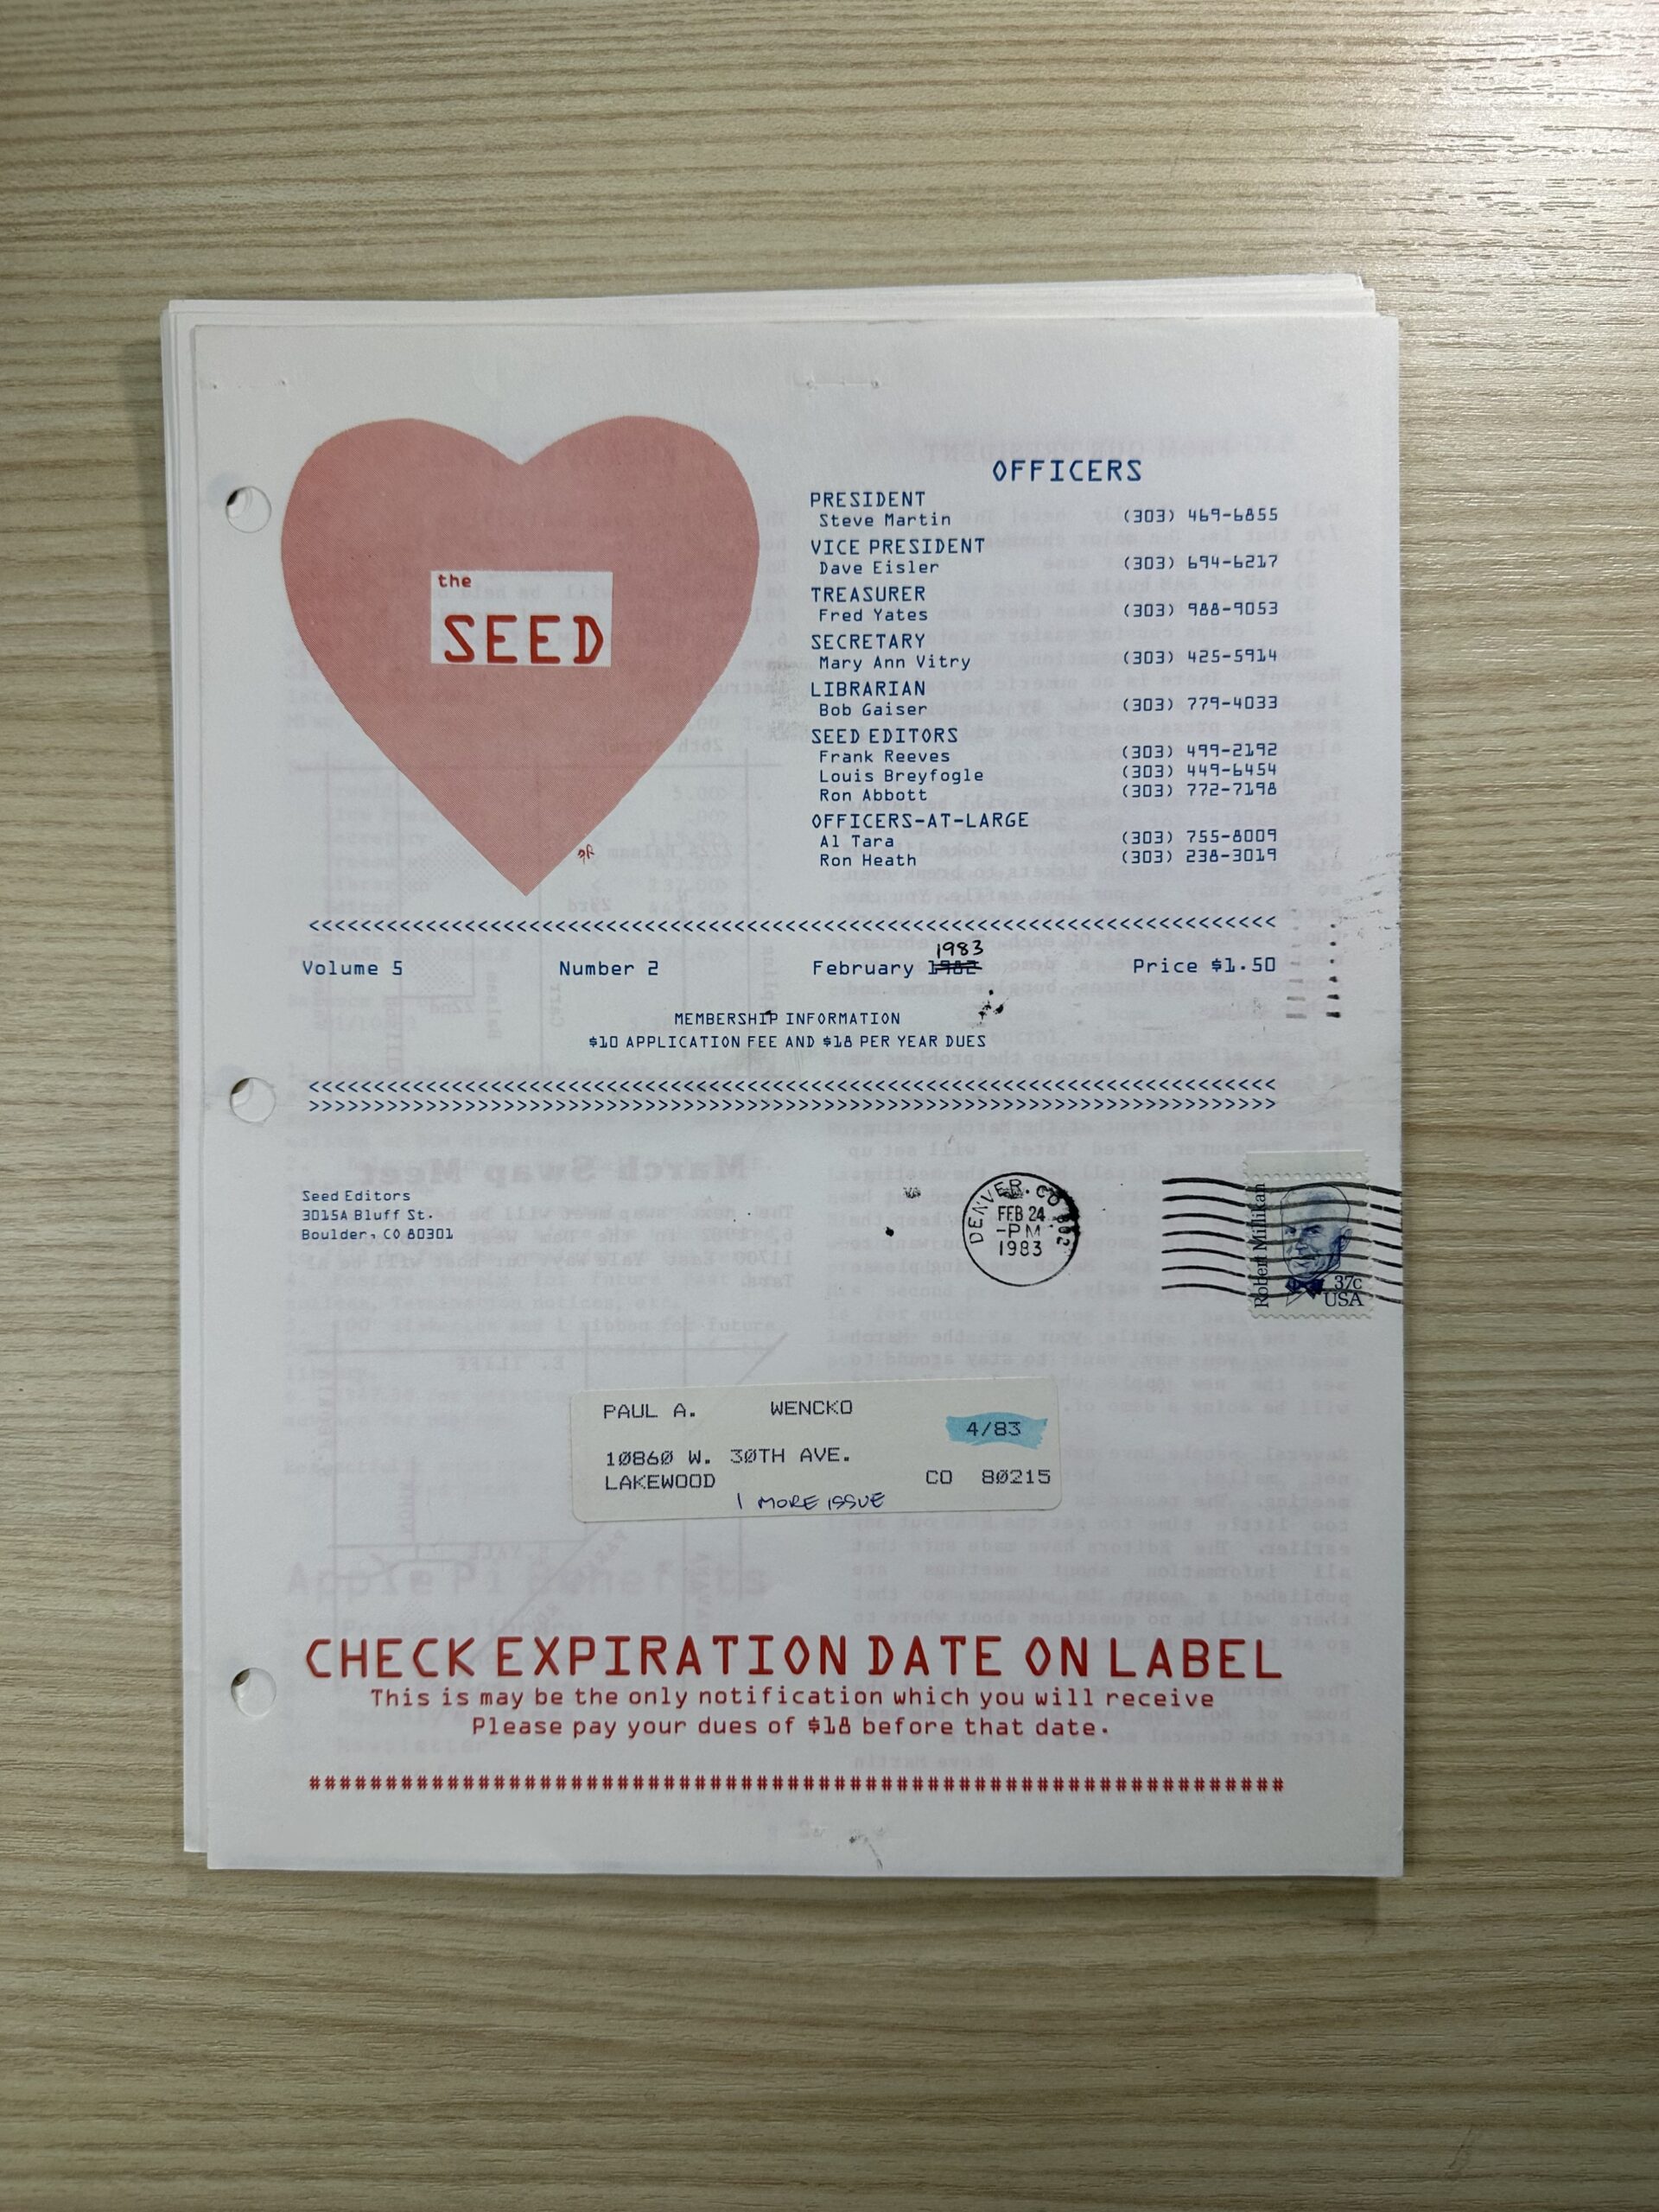 the
SEED
OFFICERS
PRESIDENT
Steve Martin (303) 469-6855
VICE PRESIDENT
Dave Eisler (303) 694-6217
TREASURER
Fred Yates (303) 988-9053
SECRETARY
Mary Ann Vitry (303) 425-5914
LIBRARIAN
Bob Gaiser (303) 779-4033
SEED EDITORS
Frank Reeves (303) 499-2192
Louis Breyfogle (303) 449-6454
Ron Abbott (303) 772-7198
OFFICERS-AT-LARGE
Al Tara (303) 755-8009
Ron Heath (303) 238-3019
<<<<<<<<<<<<<<<<<<<<<<<<<<<<<<<<<<<<<<<<<<<<<<<<<<<<<<<<<<<<<<<<<<<<<<<<<<<
1983
Volume 5 Number 2 February 1982 Price $1.50
MEMBERSHIP INFORMATION
$10 APPLICATION FEE AND $18 PER YEAR DUES
<<<<<<<<<<<<<<<<<<<<<<<<<<<<<<<<<<<<<<<<<<<<<<<<<<<<<<<<<<<<<<<<<<<<<<<<<<<
>>>>>>>>>>>>>>>>>>>>>>>>>>>>>>>>>>>>>>>>>>>>>>>>>>>>>>>>>>>>>>>>>>>>>>>>>>>
Seed Editors
3015A Bluff St.
Boulder, CO 80301
DENVER, CO 802
FEB 24
-PM-
1983
Robert Millikan
37c
USA
PAUL A. WENCKO
4/83
10860 W. 30TH AVE.
LAKEWOOD CO 80215
1 MORE ISSUE
CHECK EXPIRATION DATE ON LABEL
This is may be the only notification which you will receive
Please pay your dues of $18 before that date.
################################################################